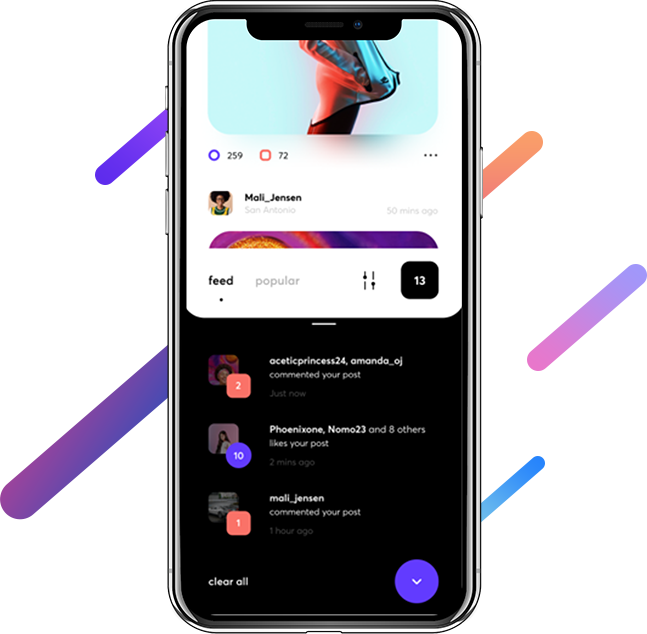 259 72
Mali_Jensen
San Antonio 50 mins ago
feed popular 13
aceticprincess24, amanda_oj
commented your post
2
Just now
Phoenixone, Nomo23 and 8 others
likes your post
10
2 mins ago
mali_jensen
commented your post
1
1 hour ago
clear all